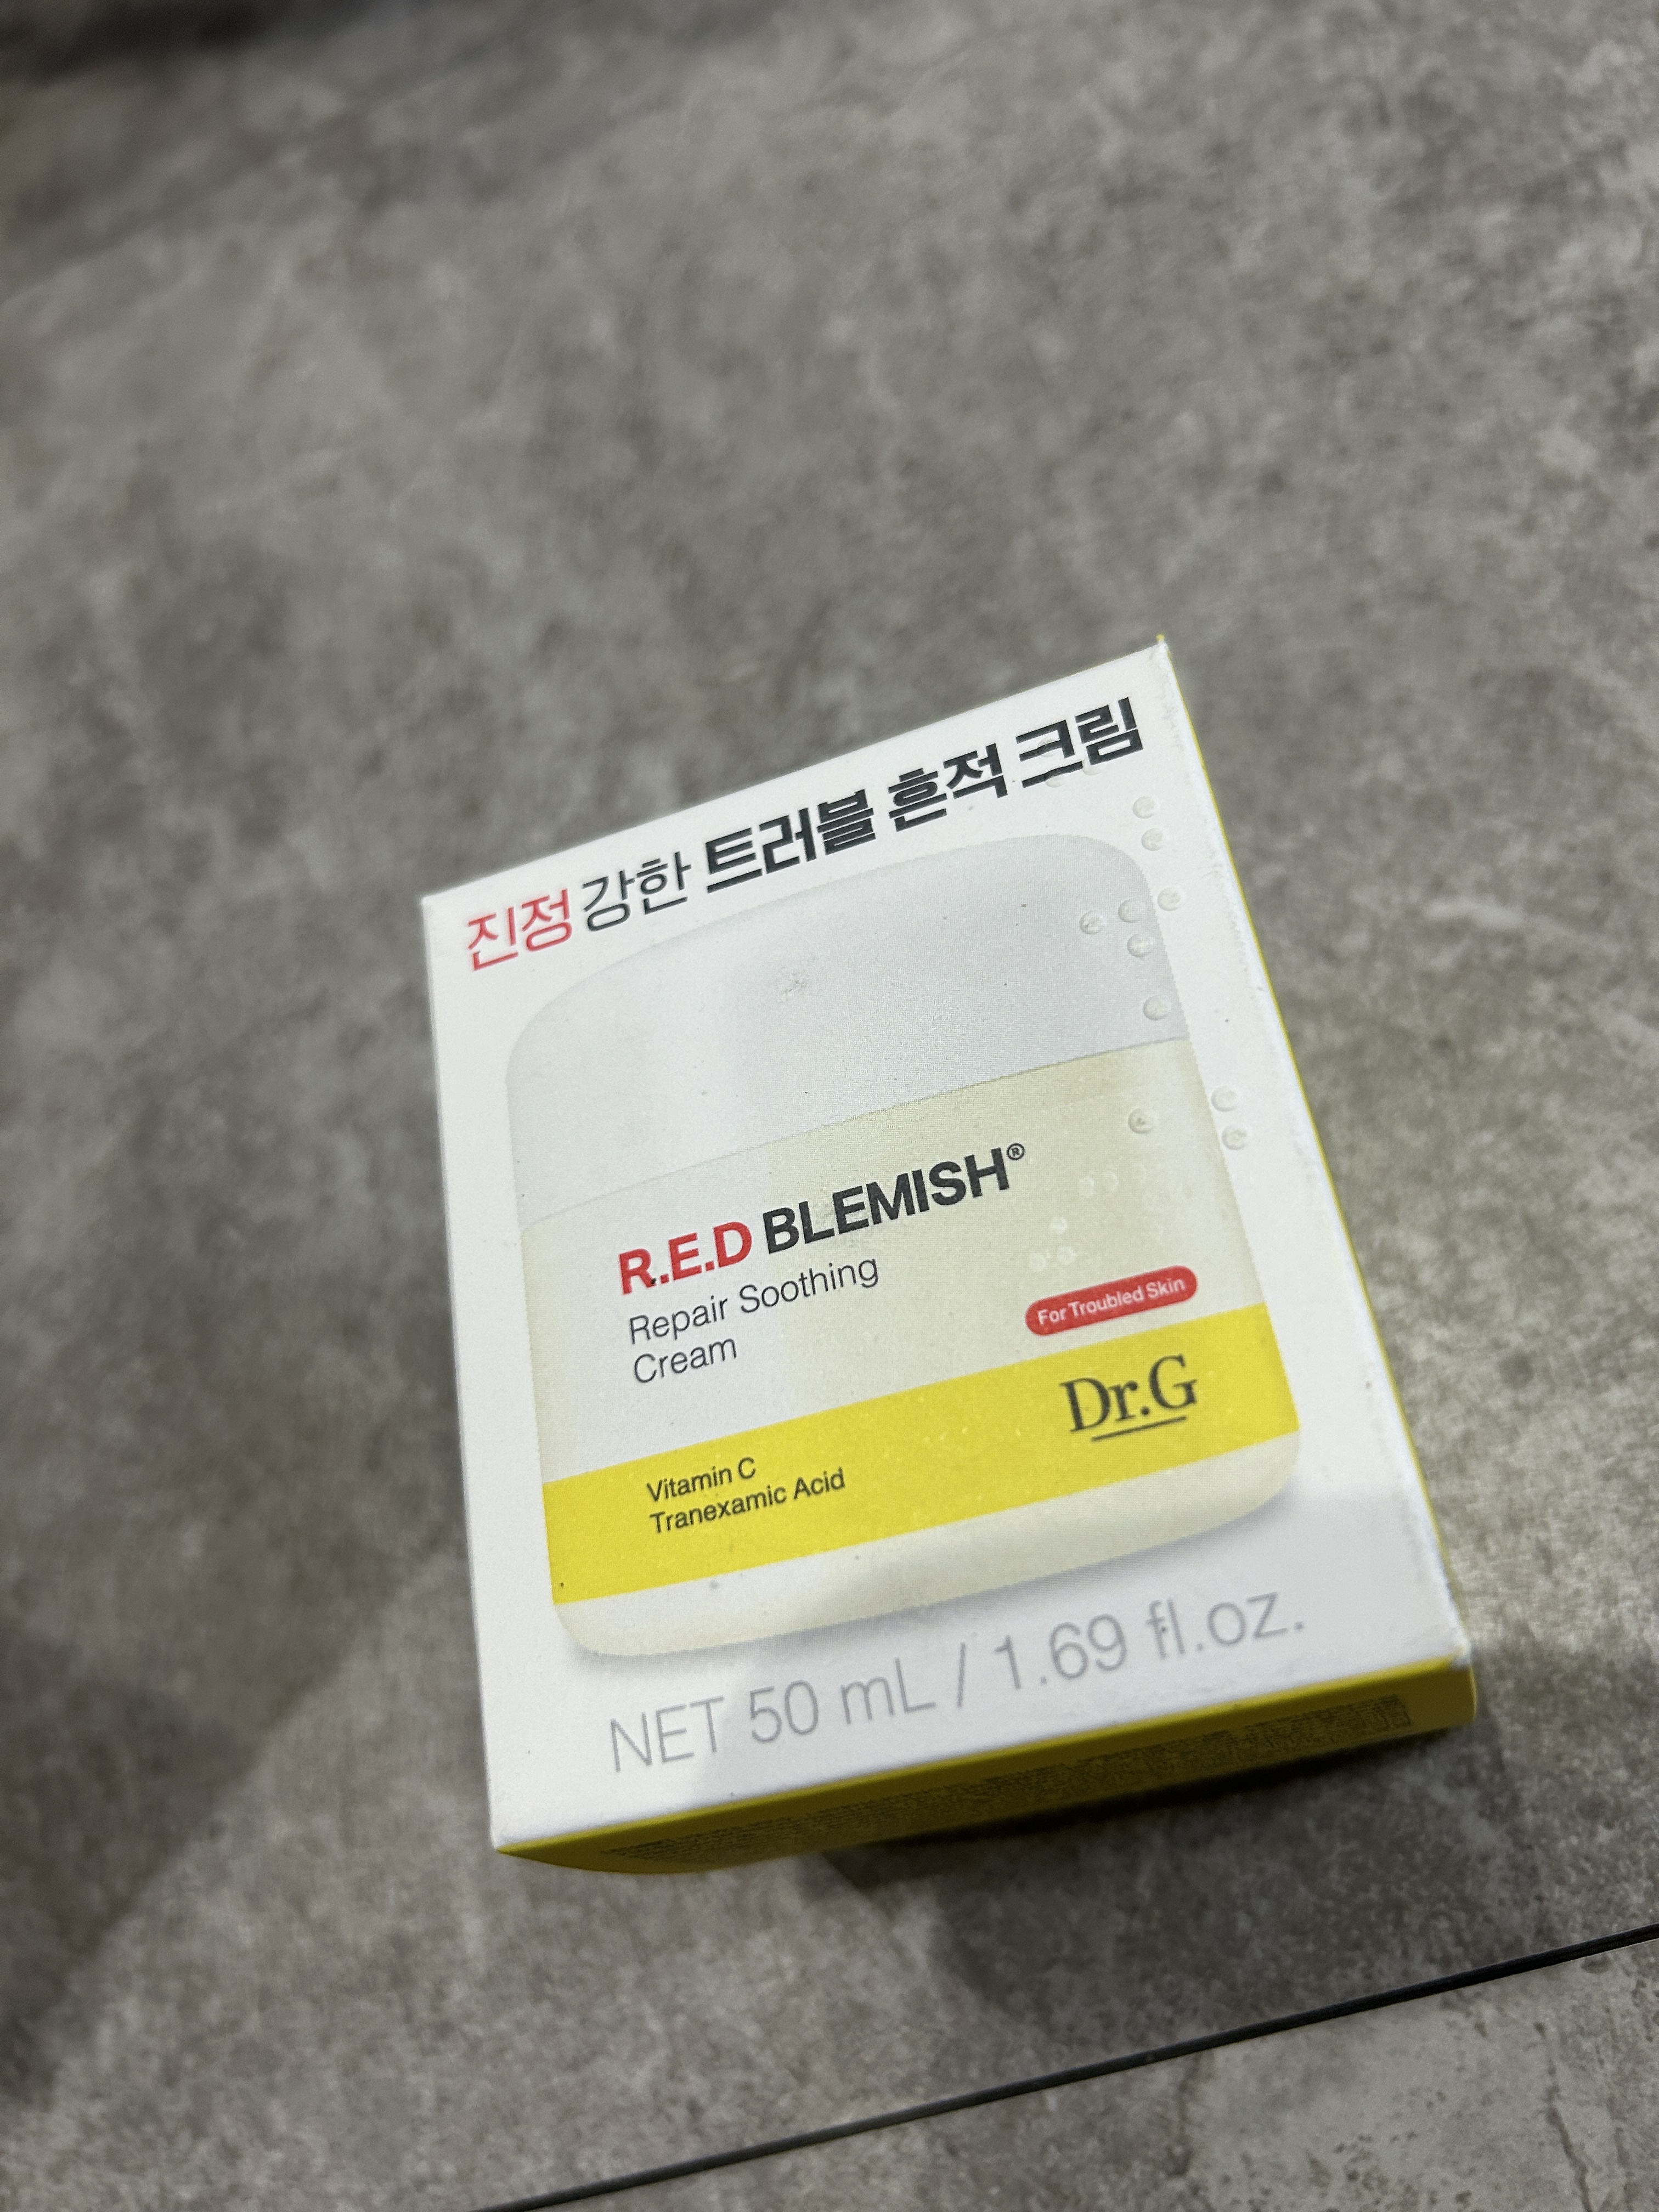 진정 강한 트러블 흔적 크림
R.E.D BLEMISH®
Repair Soothing
Cream
For Troubled Skin
Dr.G
Vitamin C
Tranexamic Acid
NET 50 mL / 1.69 fl.oz.